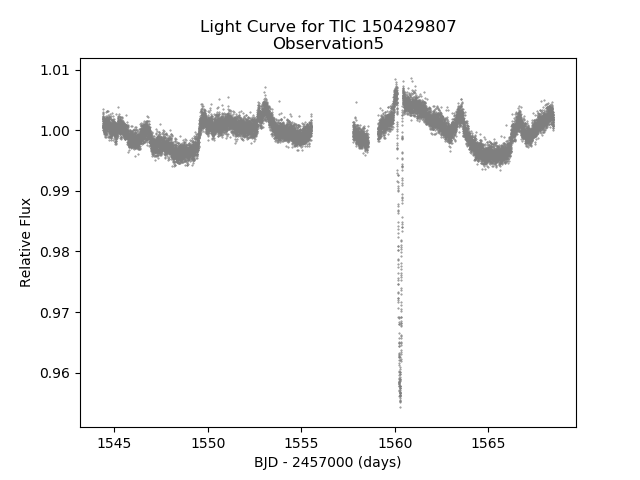 Light Curve for TIC 150429807
Observation5
1.01
1.00
0.99
0.98
0.97
0.96
Relative Flux
1545
1550
1555
1560
1565
BJD - 2457000 (days)